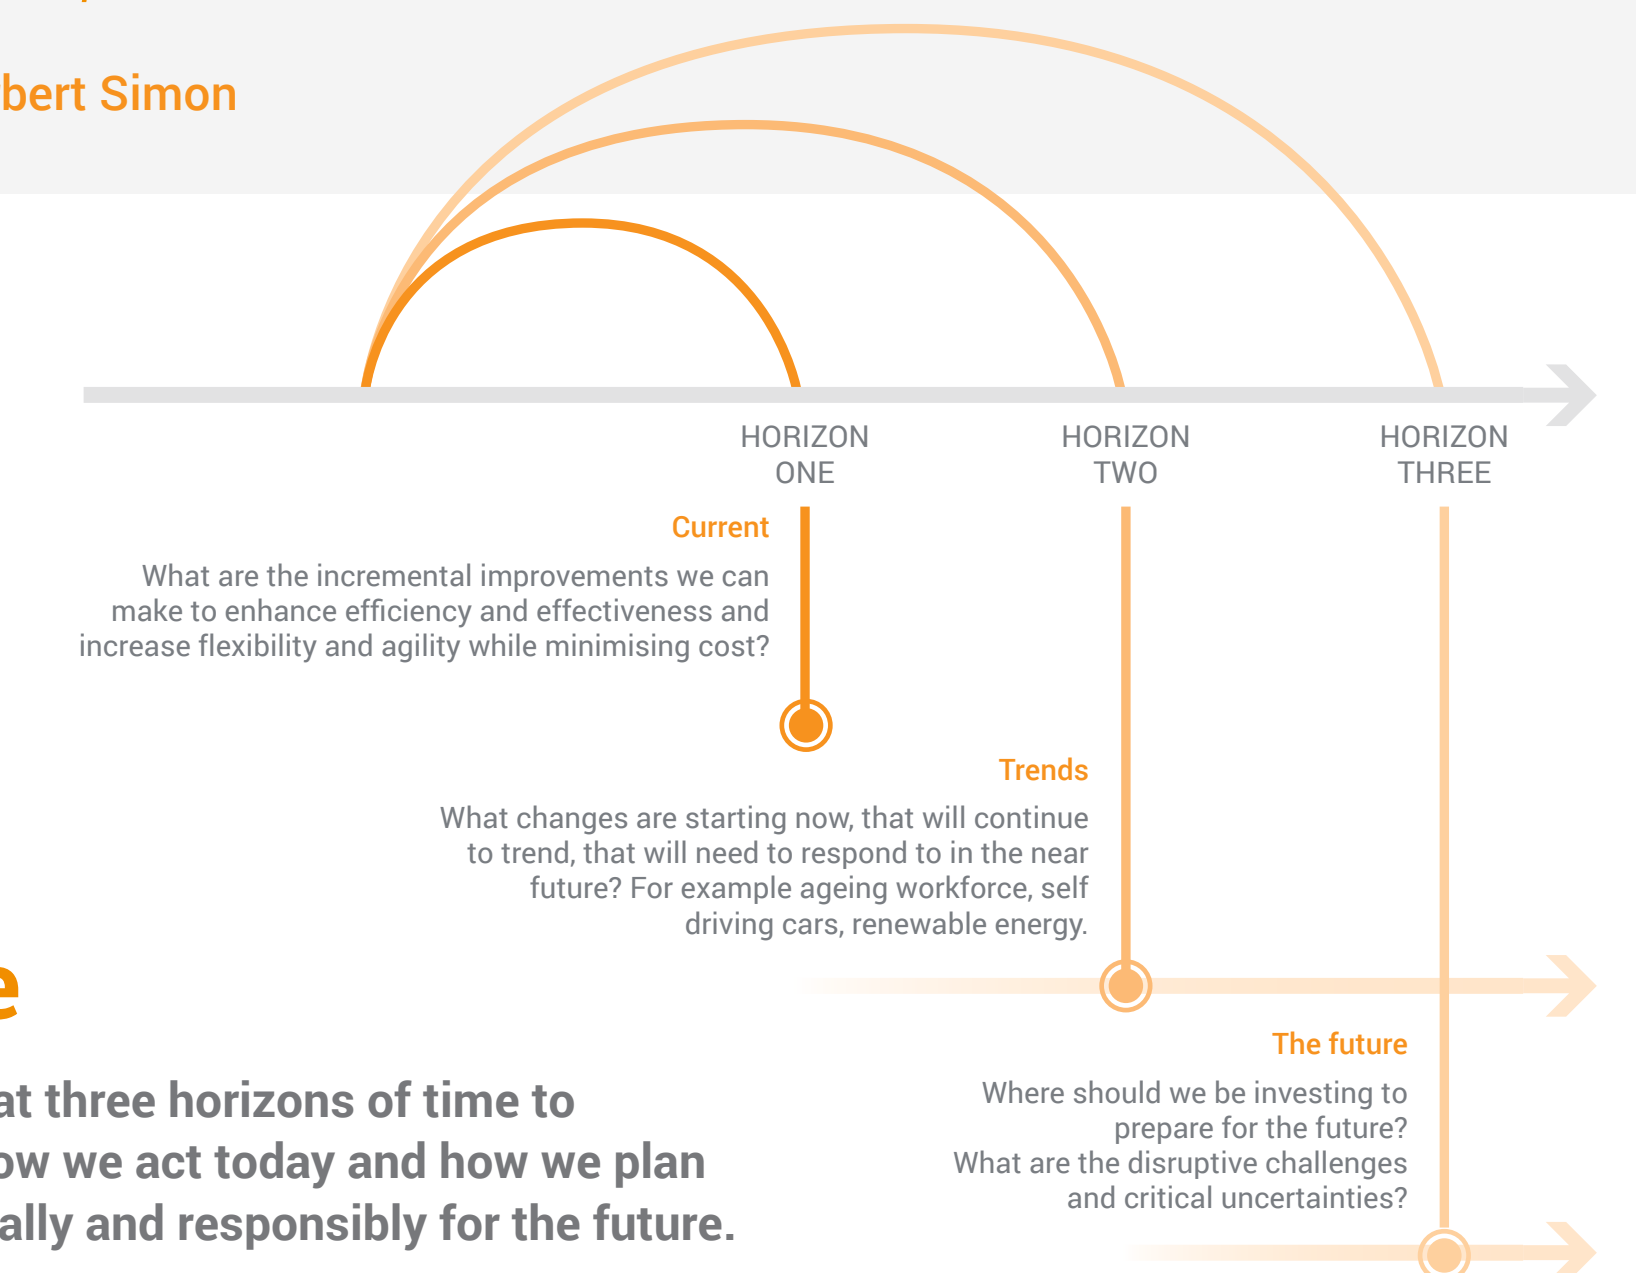 bert Simon
HORIZON
ONE
HORIZON
TWO
HORIZON
THREE
Current
What are the incremental improvements we can
make to enhance efficiency and effectiveness and
increase flexibility and agility while minimising cost?
Trends
What changes are starting now, that will continue
to trend, that will need to respond to in the near
future? For example ageing workforce, self
driving cars, renewable energy.
e
at three horizons of time to
ow we act today and how we plan
ally and responsibly for the future.
The future
Where should we be investing to
prepare for the future?
What are the disruptive challenges
and critical uncertainties?